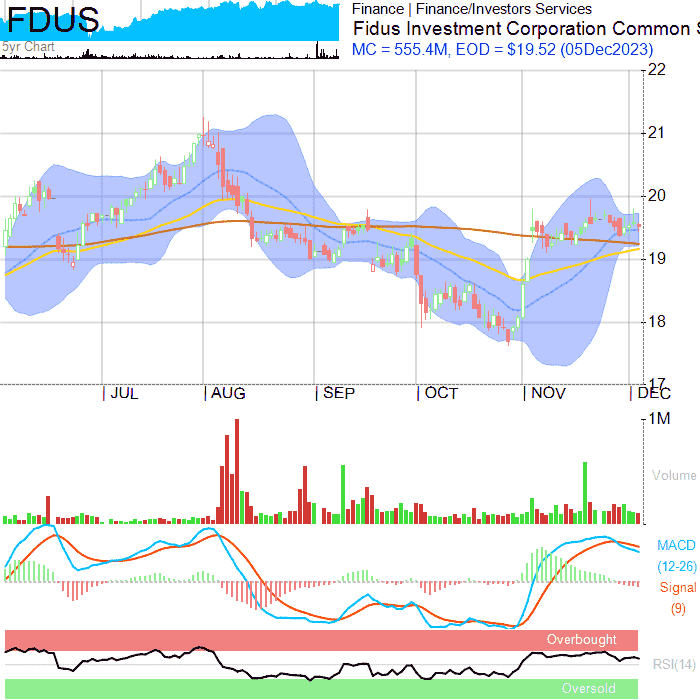 FDUS
5yr Chart
Finance | Finance/Investors Services
Fidus Investment Corporation Common S
MC = 555.4M, EOD = $19.52 (05Dec2023)
22
21
20
19
18
17
JUL AUG SEP OCT NOV DEC
1M
Volume
MACD
(12-26)
Signal
(9)
Overbought
RSI(14)
Oversold